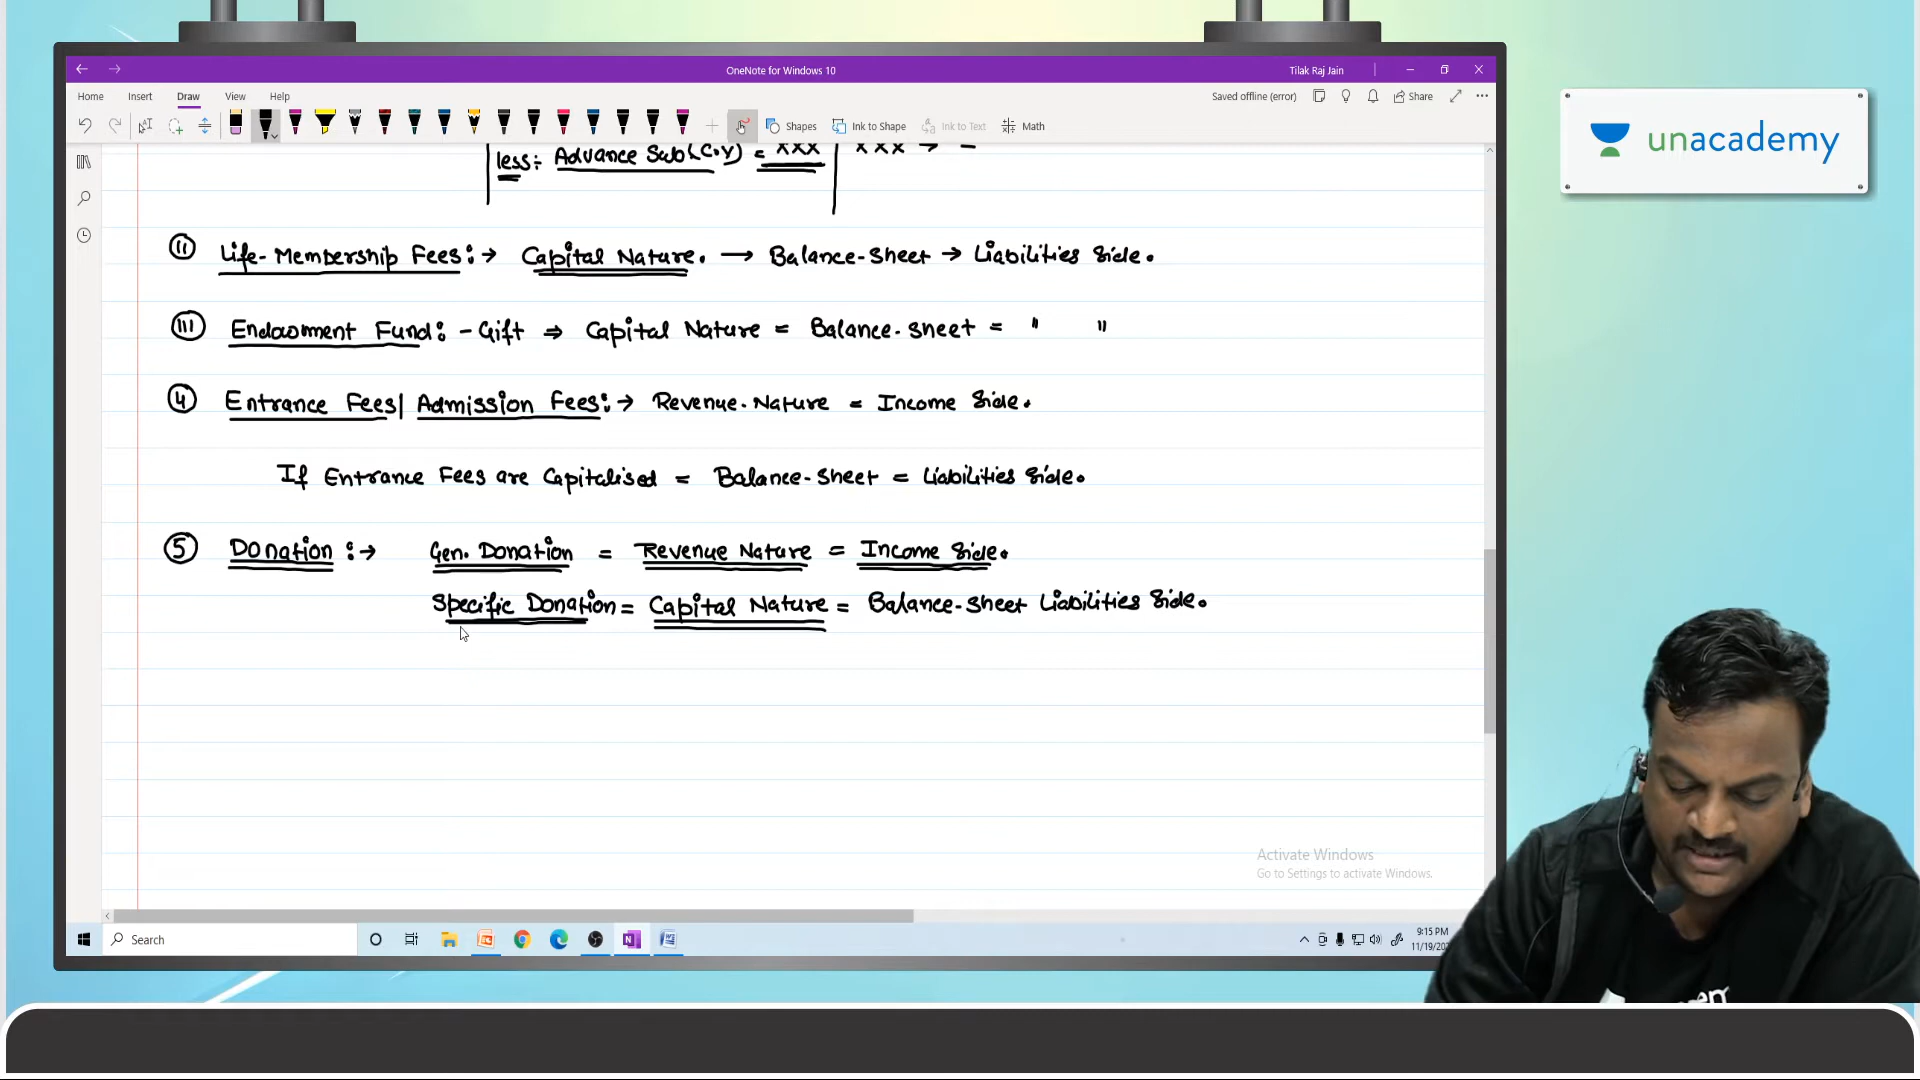 OneNote for Windows 10
Tilak Raj Jain
Home Insert Draw View Help
Saved offline (error) Share
Shapes Ink to Shape Ink to Text Math
unacademy
less:- Advance Sub(C.Y) = xxx xxx → -
(II) Life-Membership Fees:→ Capital Nature. → Balance-Sheet → Liabilities Side.
(III) Endowment Fund: - Gift ⇒ Capital Nature = Balance-Sheet = " "
(4) Entrance Fees| Admission Fees:→ Revenue-Nature = Income Side.
If Entrance Fees are Capitalised = Balance-Sheet = Liabilities Side.
(5) Donation:→ Gen. Donation = Revenue Nature = Income Side.
Specific Donation = Capital Nature = Balance-Sheet Liabilities Side.
Activate Windows
Go to Settings to activate Windows.
Search
9:15 PM
11/19/20